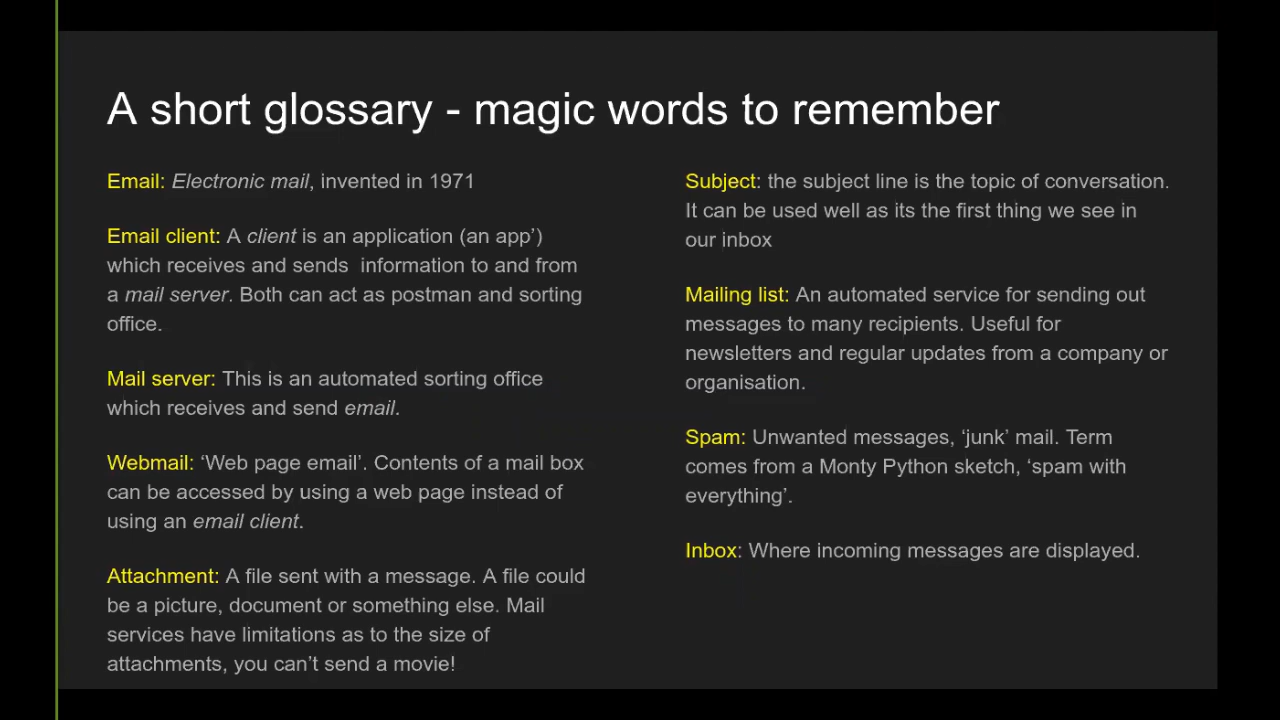 A short glossary - magic words to remember
Email: Electronic mail, invented in 1971
Email client: A client is an application (an app’)
which receives and sends  information to and from
a mail server. Both can act as postman and sorting
office.
Mail server: This is an automated sorting office
which receives and send email.
Webmail: ‘Web page email’. Contents of a mail box
can be accessed by using a web page instead of
using an email client.
Attachment: A file sent with a message. A file could
be a picture, document or something else. Mail
services have limitations as to the size of
attachments, you can’t send a movie!
Subject: the subject line is the topic of conversation.
It can be used well as its the first thing we see in
our inbox
Mailing list: An automated service for sending out
messages to many recipients. Useful for
newsletters and regular updates from a company or
organisation.
Spam: Unwanted messages, ‘junk’ mail. Term
comes from a Monty Python sketch, ‘spam with
everything’.
Inbox: Where incoming messages are displayed.